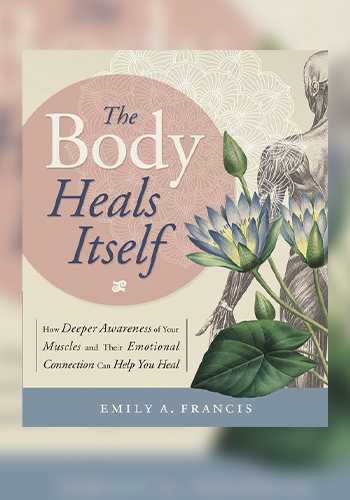 The
Body
Heals
Itself
How Deeper Awareness of Your
Muscles and Their Emotional
Connection Can Help You Heal
EMILY A. FRANCIS